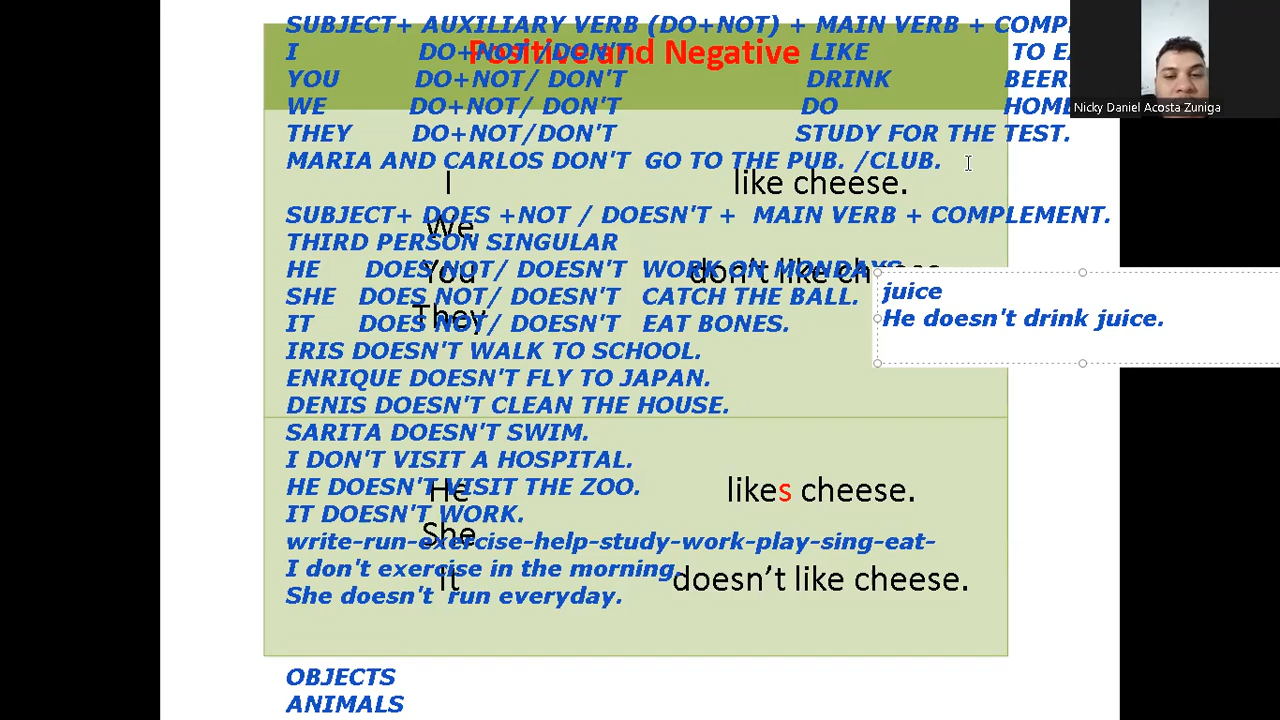 SUBJECT+ AUXILIARY VERB (DO+NOT) + MAIN VERB + COMP
Positive and Negative
I DO+NOT/ DON'T LIKE TO EA
YOU DO+NOT/ DON'T DRINK BEER
WE DO+NOT/ DON'T DO HOME
Nicky Daniel Acosta Zuniga
THEY DO+NOT/DON'T STUDY FOR THE TEST.
MARIA AND CARLOS DON'T GO TO THE PUB. /CLUB.
I like cheese.
SUBJECT+ DOES +NOT / DOESN'T + MAIN VERB + COMPLEMENT.
We
THIRD PERSON SINGULAR
HE DOES NOT/ DOESN'T WORK ON MONDAYS
You don't like ch
juice
SHE DOES NOT/ DOESN'T CATCH THE BALL.
They
He doesn't drink juice.
IT DOES NOT/ DOESN'T EAT BONES.
IRIS DOESN'T WALK TO SCHOOL.
ENRIQUE DOESN'T FLY TO JAPAN.
DENIS DOESN'T CLEAN THE HOUSE.
SARITA DOESN'T SWIM.
I DON'T VISIT A HOSPITAL.
HE DOESN'T VISIT THE ZOO.
He likes cheese.
IT DOESN'T WORK.
She
write-run-exercise-help-study-work-play-sing-eat-
I don't exercise in the morning.
It doesn't like cheese.
She doesn't run everyday.
OBJECTS
ANIMALS